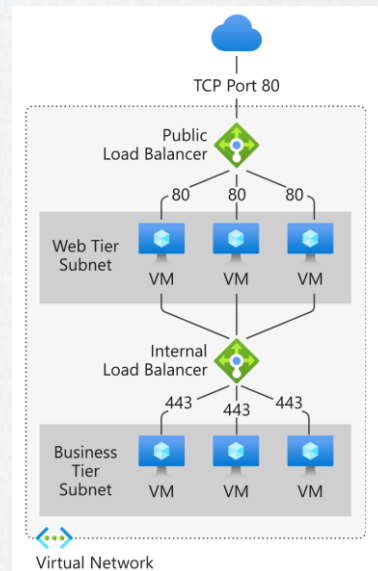 TCP Port 80
Public
Load Balancer
80 80 80
Web Tier
Subnet
VM VM VM
Internal
Load Balancer
443 443 443
Business
Tier
Subnet
VM VM VM
Virtual Network